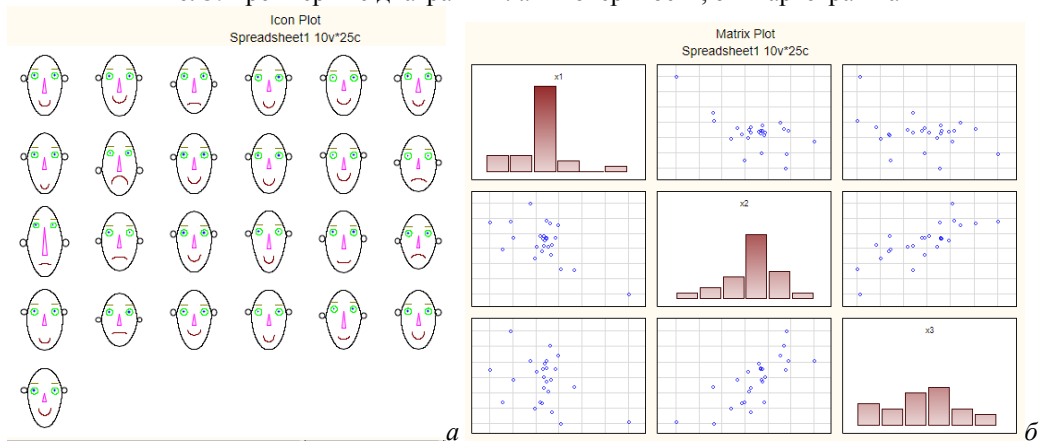 Icon Plot
Spreadsheet1 10v*25c
Matrix Plot
Spreadsheet1 10v*25c
x1
x2
x3
а
б